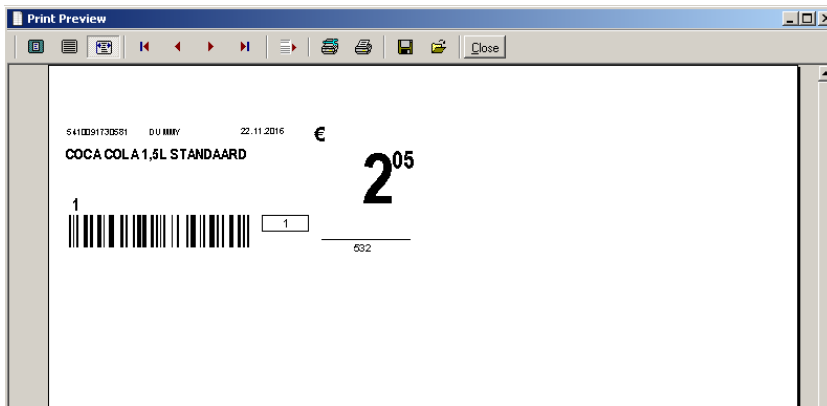 Print Preview
Close
5410091730581 DUMMY 22.11.2016 €
COCA COLA 1,5L STANDAARD
2 05
1
1
532